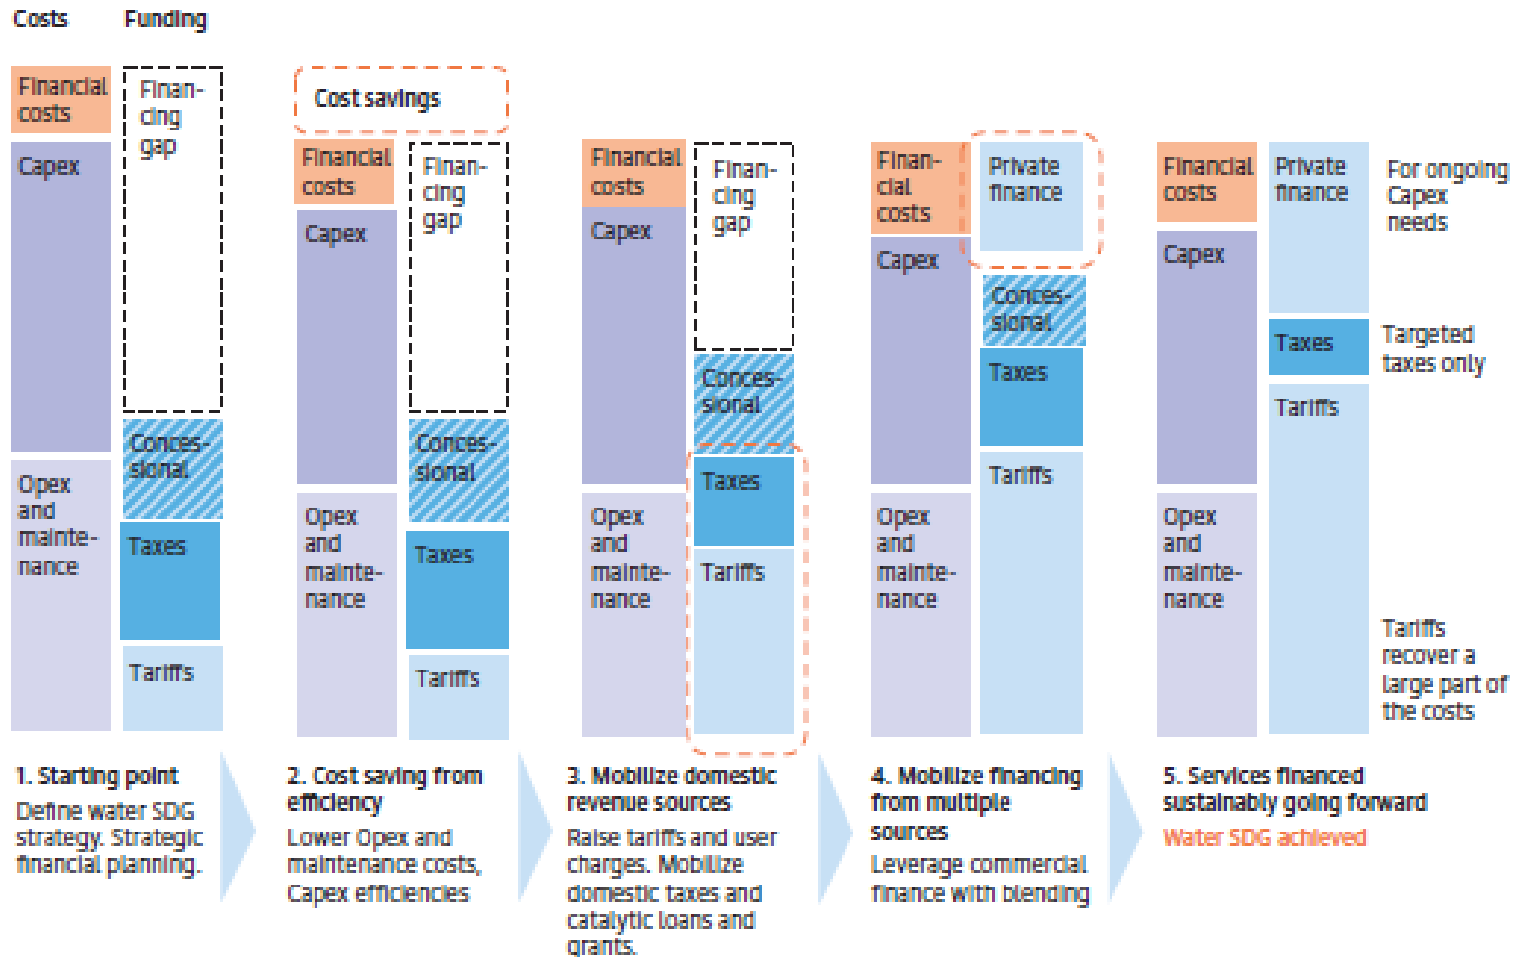 Costs
Funding
Financial
costs
Capex
Opex
and
mainte-
nance
Finan-
cing
gap
Conces-
sional
Taxes
Tariffs
1. Starting point
Define water SDG
strategy. Strategic
financial planning.
Cost savings
Financial
costs
Capex
Opex
and
mainte-
nance
Finan-
cing
gap
Conces-
sional
Taxes
Tariffs
2. Cost saving from
efficiency
Lower Opex and
maintenance costs,
Capex efficiencies
Financial
costs
Capex
Opex
and
mainte-
nance
Finan-
cing
gap
Conces-
sional
Taxes
Tariffs
3. Mobilize domestic
revenue sources
Raise tariffs and user
charges. Mobilize
domestic taxes and
catalytic loans and
grants.
Finan-
cial
costs
Capex
Opex
and
mainte-
nance
Private
finance
Conces-
sional
Taxes
Tariffs
4. Mobilize financing
from multiple
sources
Leverage commercial
finance with blending
Financial
costs
Capex
Opex
and
mainte-
nance
Private
finance
Taxes
Tariffs
For ongoing
Capex
needs
Targeted
taxes only
Tariffs
recover a
large part of
the costs
5. Services financed
sustainably going forward
Water SDG achieved